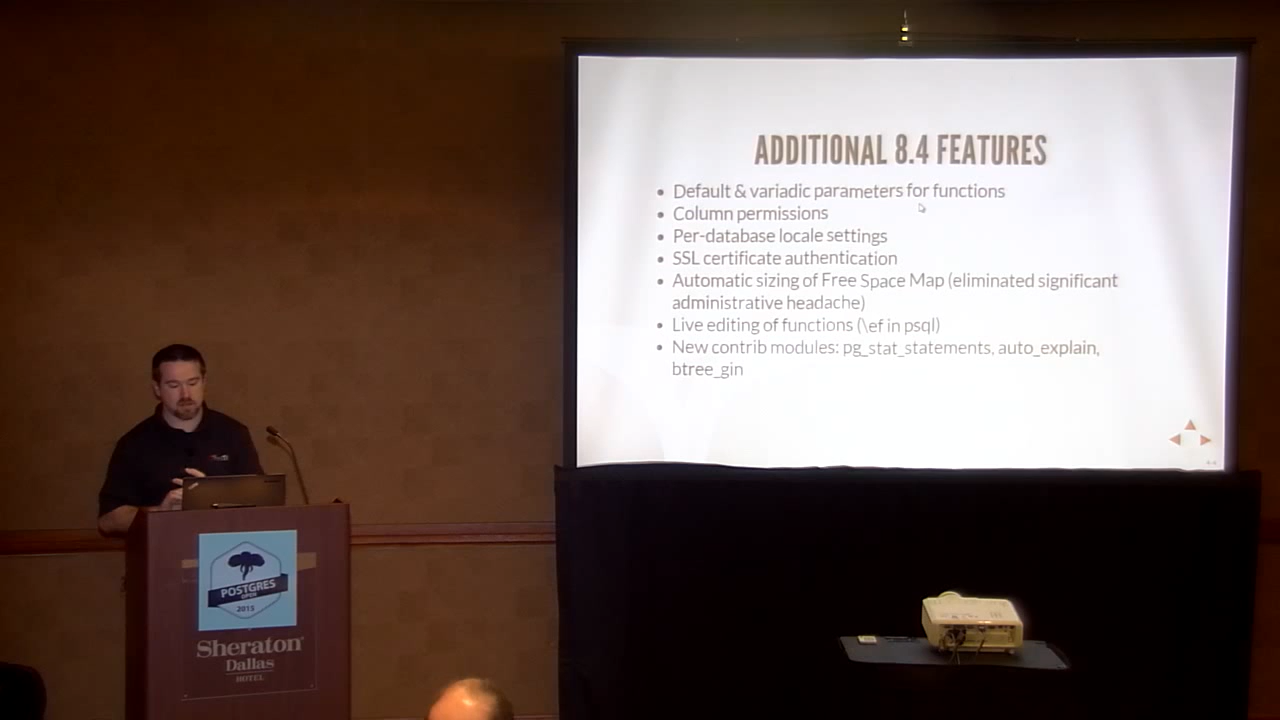 ADDITIONAL 8.4 FEATURES
Default & variadic parameters for functions
Column permissions
Per-database locale settings
SSL certificate authentication
Automatic sizing of Free Space Map (eliminated significant
administrative headache)
Live editing of functions (\ef in psql)
New contrib modules: pg_stat_statements, auto_explain,
btree_gin
POSTGRES
OPEN
2015
Sheraton
Dallas
HOTEL